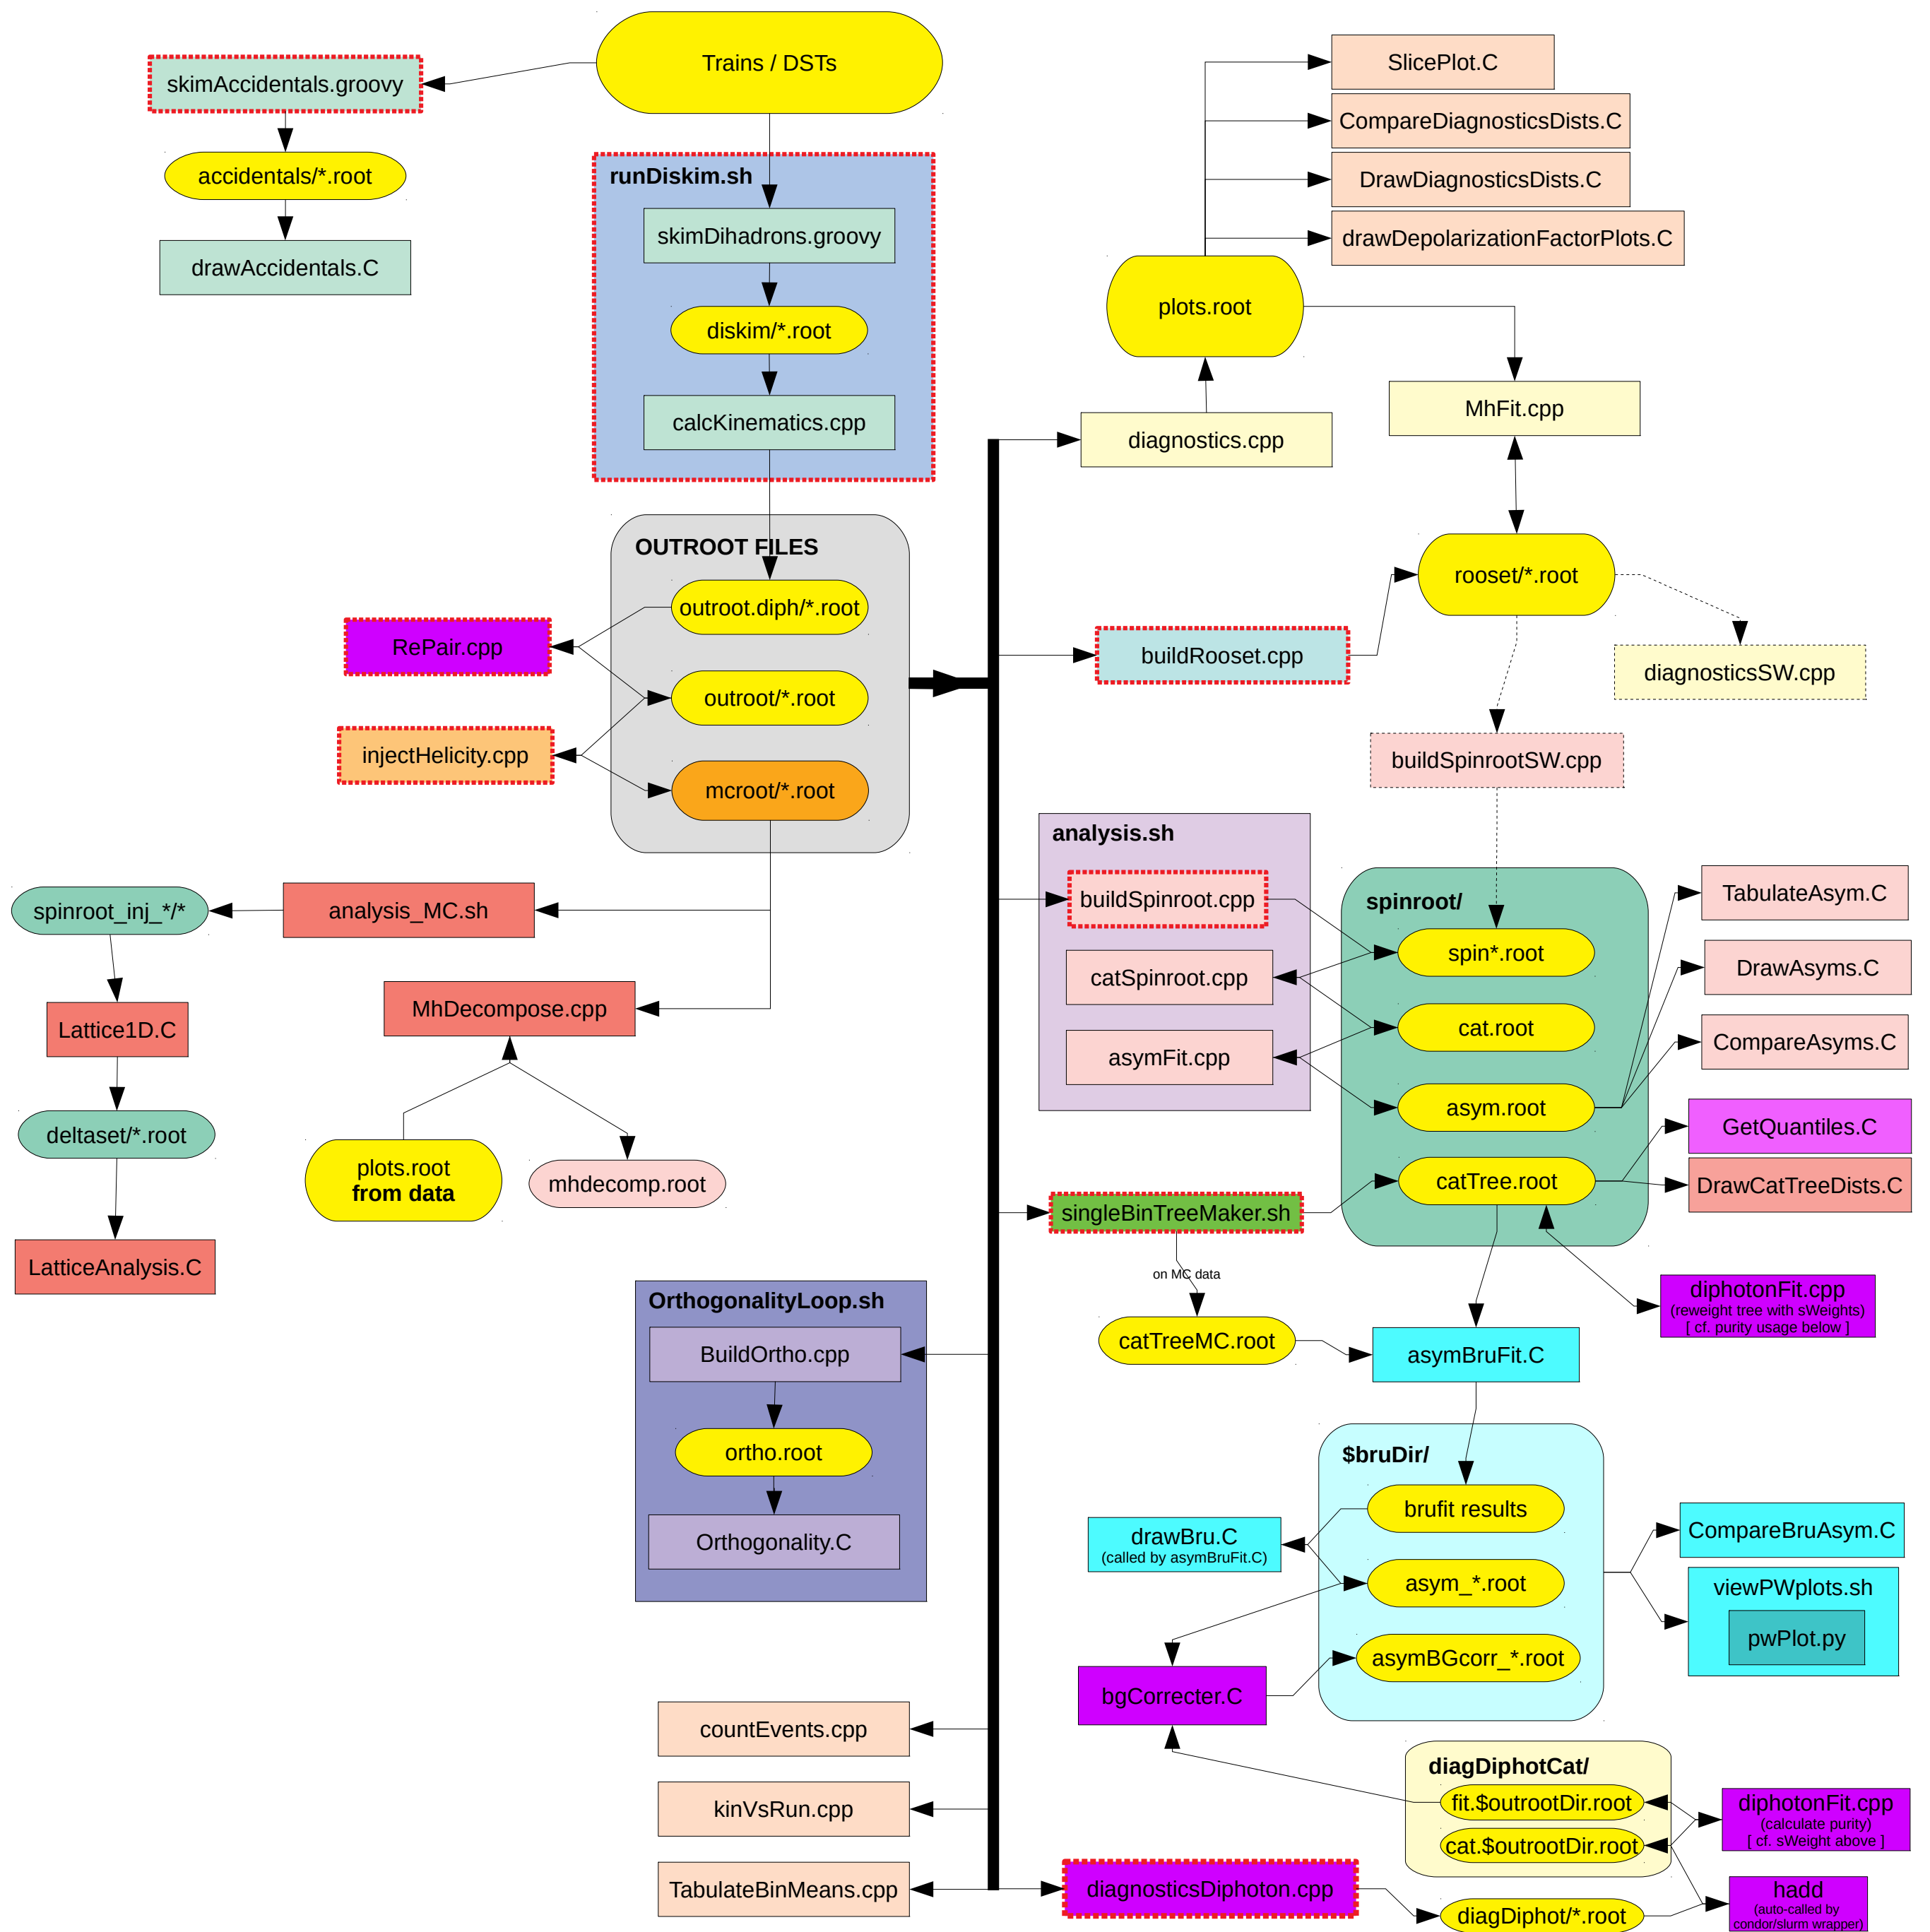 Trains / DSTs
skimAccidentals.groovy
accidentals/*.root
drawAccidentals.C
runDiskim.sh
skimDihadrons.groovy
diskim/*.root
calcKinematics.cpp
OUTROOT FILES
outroot.diph/*.root
outroot/*.root
mcroot/*.root
RePair.cpp
injectHelicity.cpp
spinroot_inj_*/*
analysis_MC.sh
Lattice1D.C
MhDecompose.cpp
deltaset/*.root
plots.root
from data
mhdecomp.root
LatticeAnalysis.C
OrthogonalityLoop.sh
BuildOrtho.cpp
ortho.root
Orthogonality.C
countEvents.cpp
kinVsRun.cpp
TabulateBinMeans.cpp
SlicePlot.C
CompareDiagnosticsDists.C
DrawDiagnosticsDists.C
drawDepolarizationFactorPlots.C
plots.root
MhFit.cpp
diagnostics.cpp
rooset/*.root
buildRooset.cpp
diagnosticsSW.cpp
buildSpinrootSW.cpp
analysis.sh
buildSpinroot.cpp
catSpinroot.cpp
asymFit.cpp
spinroot/
spin*.root
cat.root
asym.root
catTree.root
TabulateAsym.C
DrawAsyms.C
CompareAsyms.C
GetQuantiles.C
DrawCatTreeDists.C
singleBinTreeMaker.sh
on MC data
catTreeMC.root
diphotonFit.cpp
(reweight tree with sWeights)
[ cf. purity usage below ]
asymBruFit.C
$bruDir/
brufit results
asym_*.root
asymBGcorr_*.root
drawBru.C
(called by asymBruFit.C)
CompareBruAsym.C
viewPWplots.sh
pwPlot.py
bgCorrecter.C
diagDiphotCat/
fit.$outrootDir.root
cat.$outrootDir.root
diphotonFit.cpp
(calculate purity)
[ cf. sWeight above ]
diagnosticsDiphoton.cpp
diagDiphot/*.root
hadd
(auto-called by
condor/slurm wrapper)